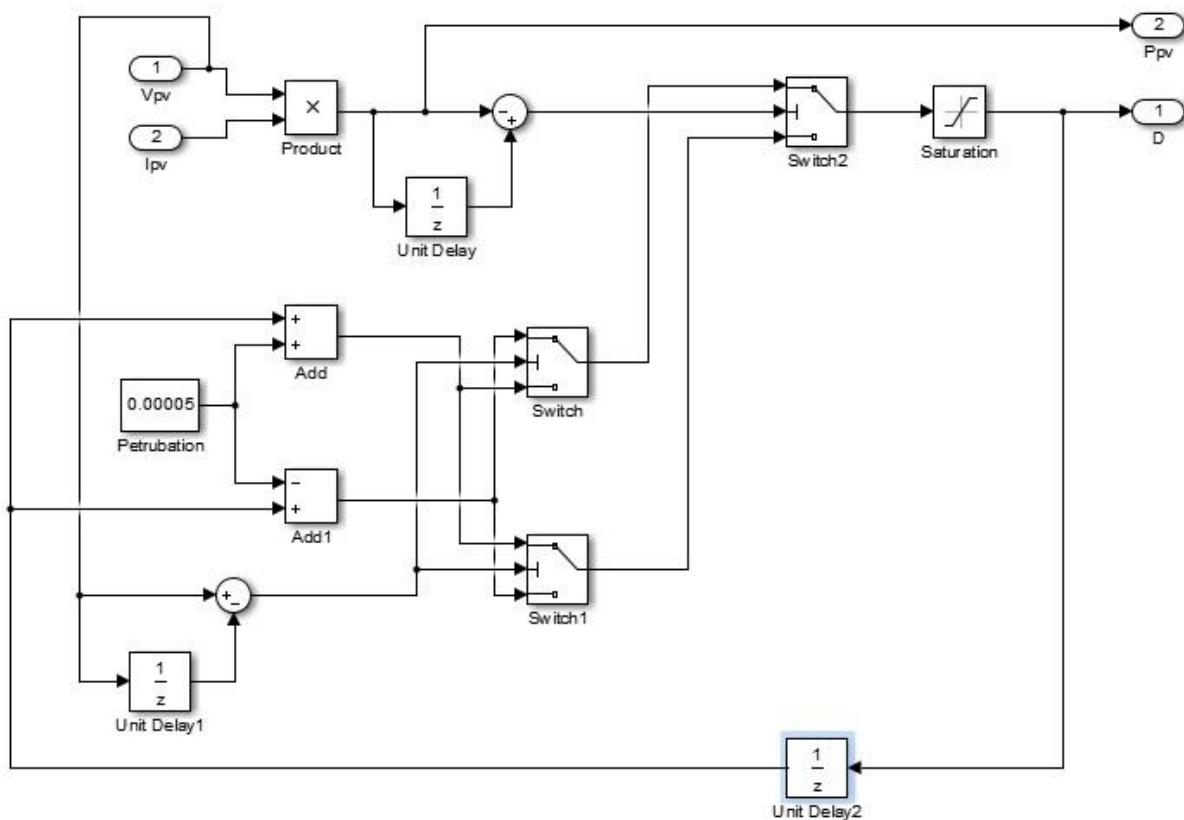 2
Ppv
1
Vpv
×
Product
2
Ipv
-
+
1
z
Unit Delay
Switch2
Saturation
1
D
+
+
Add
0.00005
Petrubation
-
+
Add1
Switch
Switch1
+
-
1
z
Unit Delay1
1
z
Unit Delay2